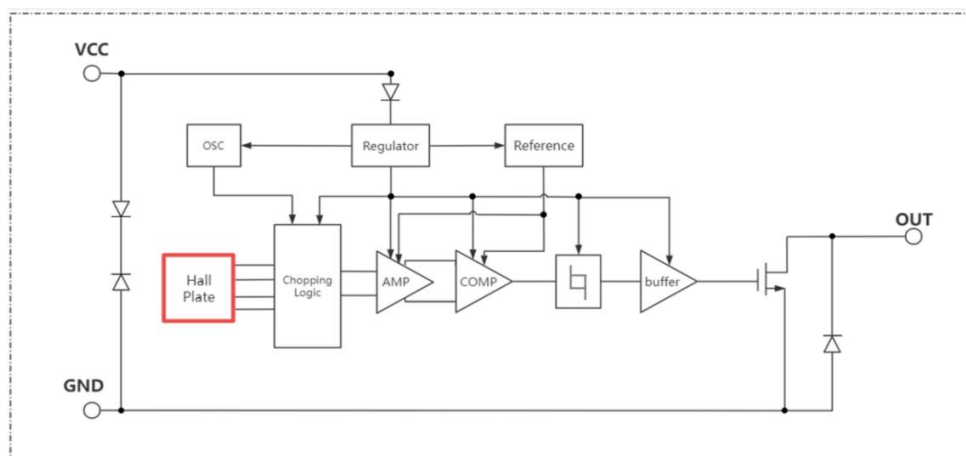 VCC
OSC
Regulator
Reference
OUT
Hall
Plate
Chopping
Logic
AMP
COMP
buffer
GND